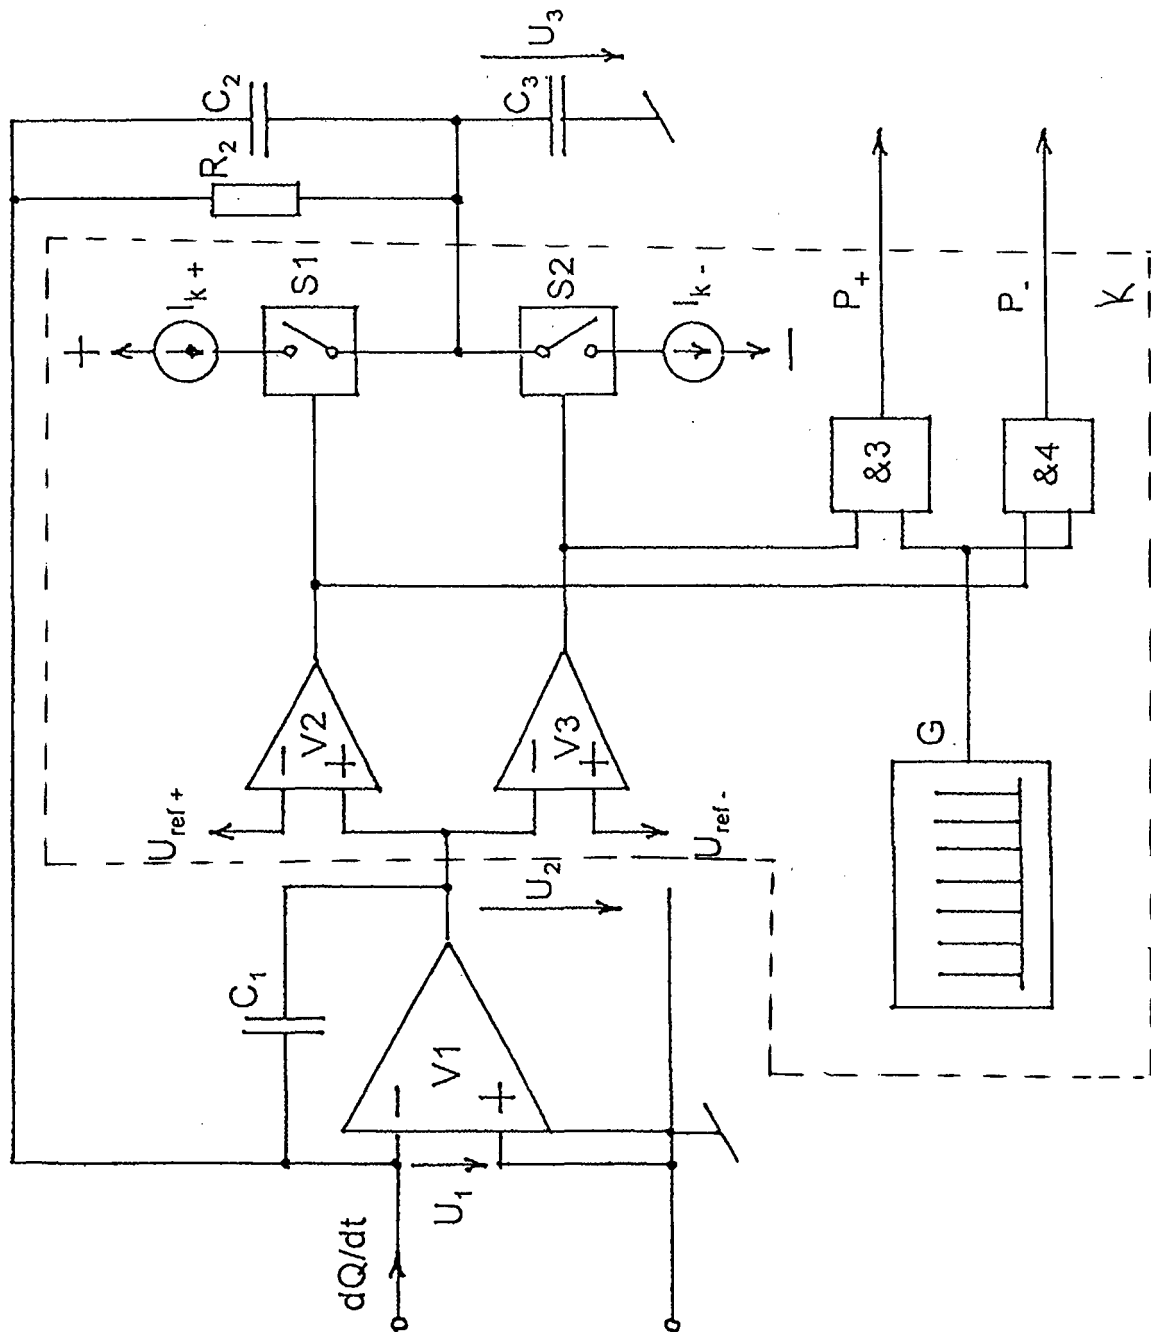 dQ/dt
U₁
−
+
V1
C₁
U₂
Uref +
Uref -
−
+
V2
−
+
V3
G
+
Ik +
S1
S2
Ik -
−
R₂
C₂
C₃
U₃
&3
&4
P₊
P₋
K